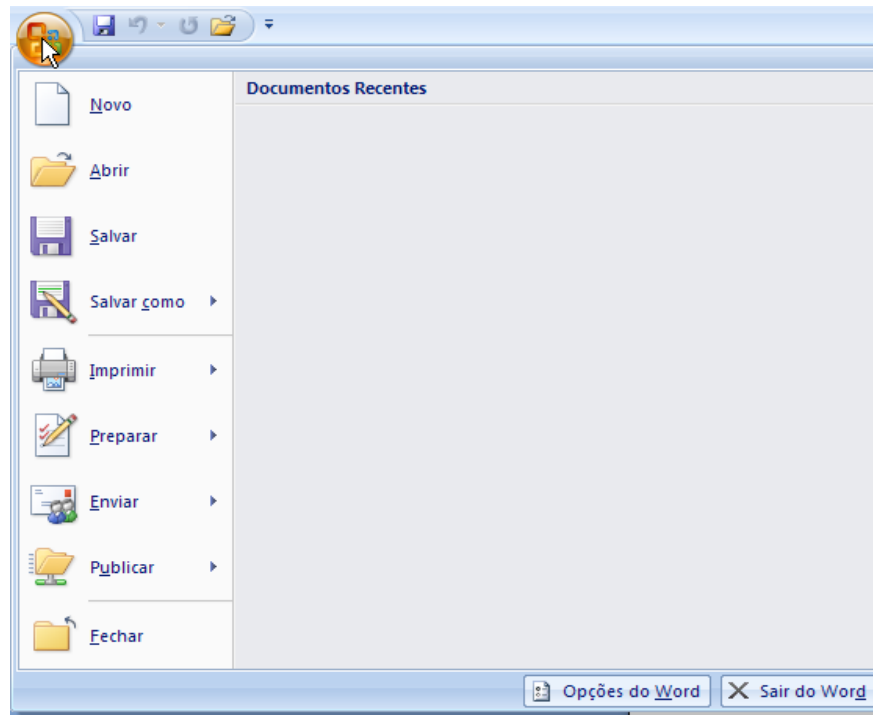 Documentos Recentes
Novo
Abrir
Salvar
Salvar como
Imprimir
Preparar
Enviar
Publicar
Fechar
Opções do Word
Sair do Word